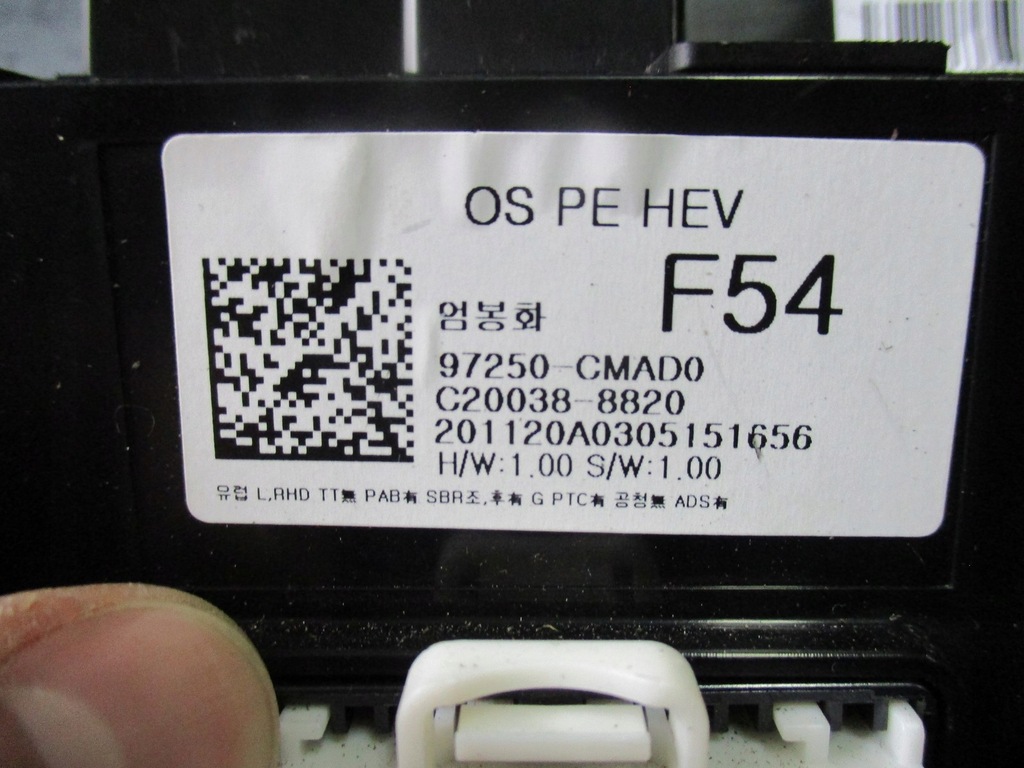 OS PE HEV
F54
엄봉화
97250-CMAD0
C20038-8820
201120A0305151656
H/W:1.00 S/W:1.00
유럽 L,RHD TT無 PAB有 SBR조,후有 G PTC有 공청無 ADS有